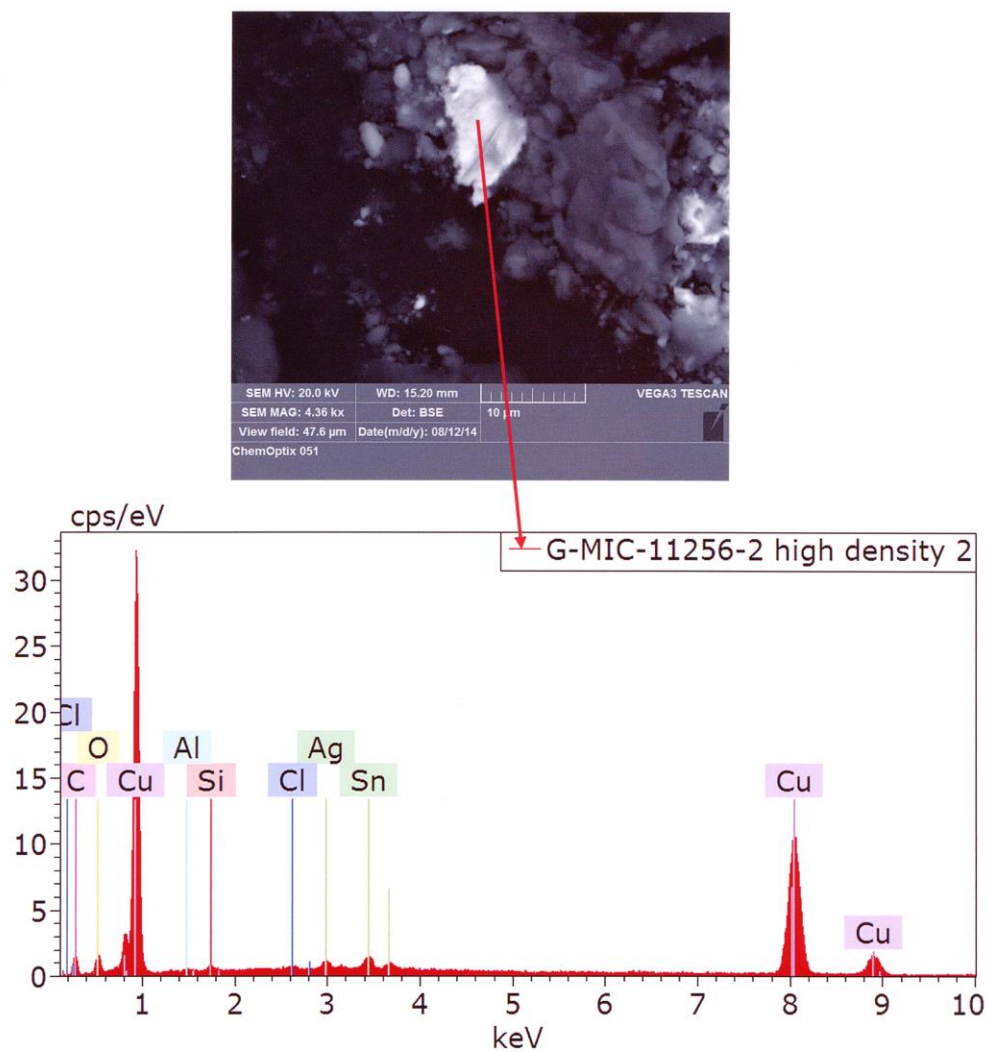 SEM HV: 20.0 kV WD: 15.20 mm VEGA3 TESCAN
SEM MAG: 4.36 kx Det: BSE 10 µm
View field: 47.6 µm Date(m/d/y): 08/12/14
ChemOptix 051
cps/eV
G-MIC-11256-2 high density 2
30
25
20
Cl
O Al Ag
15
C Cu Si Cl Sn Cu
10
5
Cu
0
1 2 3 4 5 6 7 8 9 10
keV